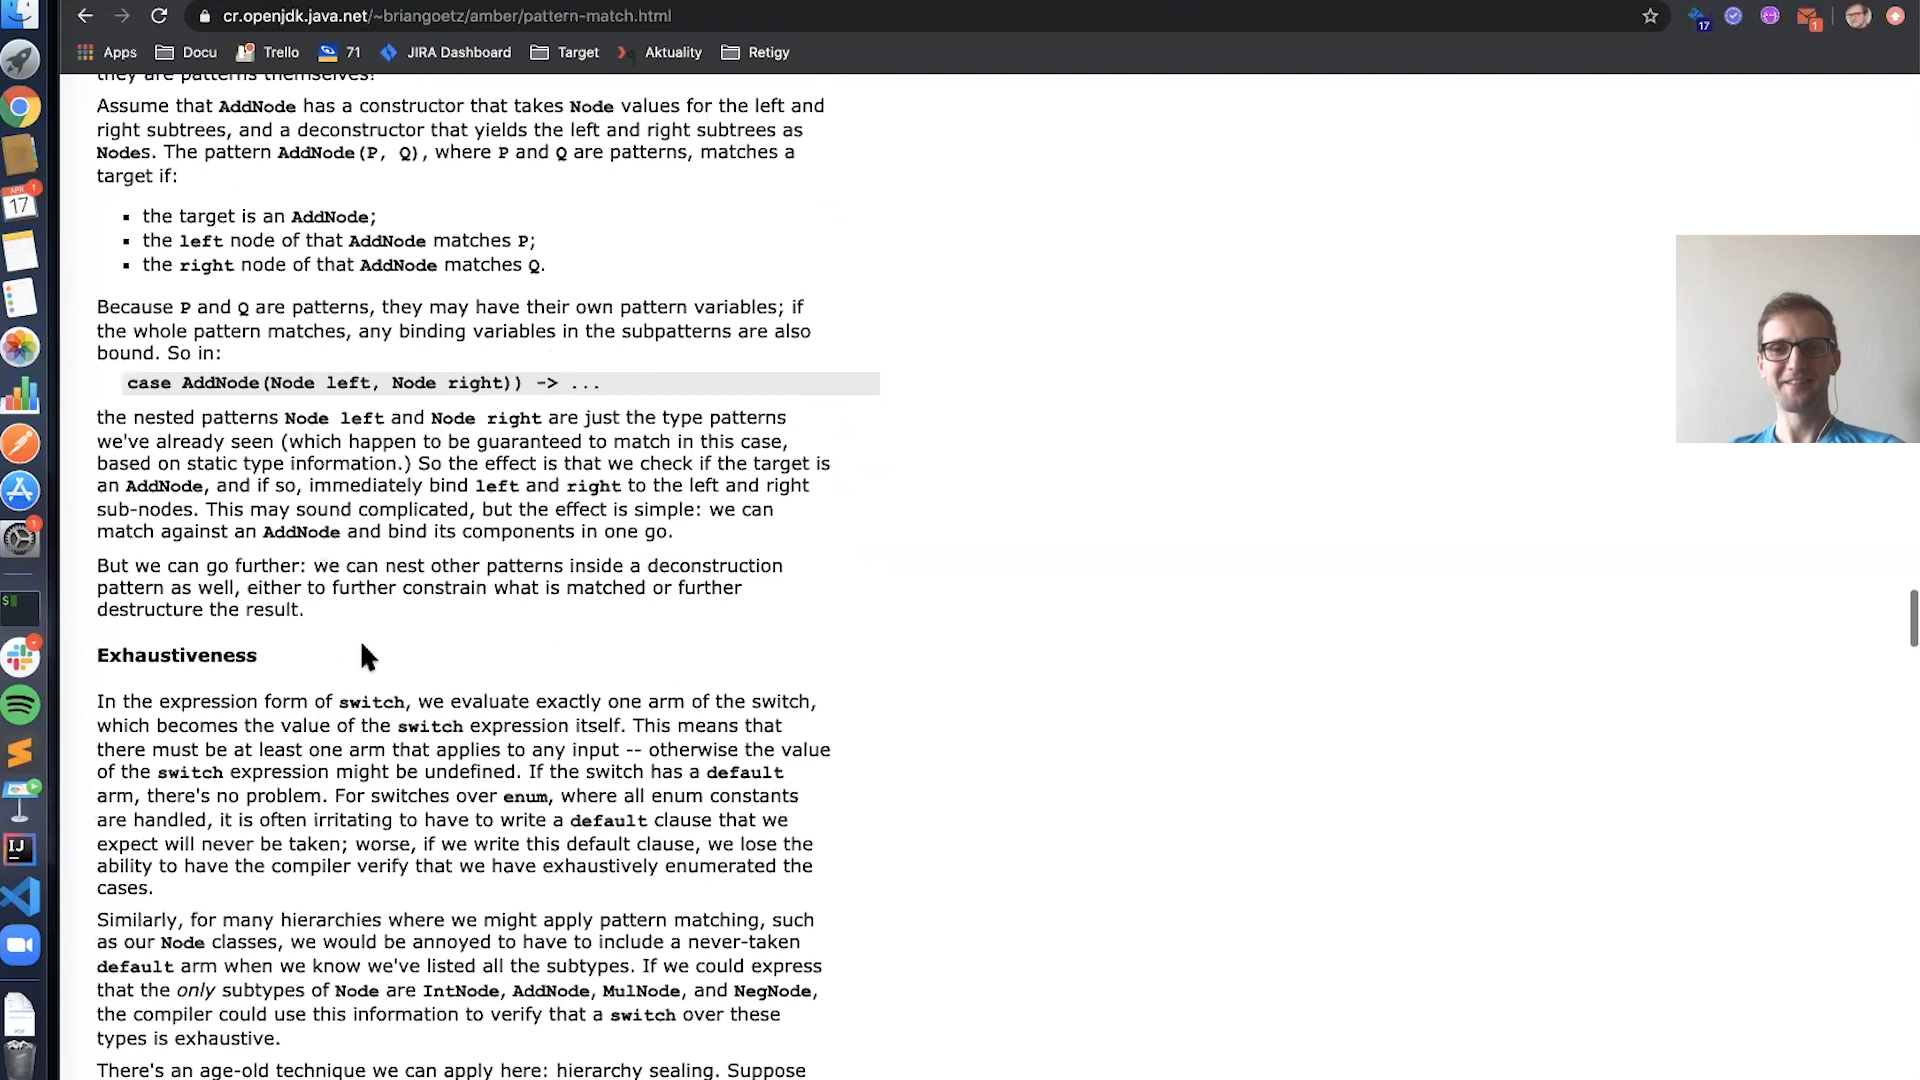 cr.openjdk.java.net/~briangoetz/amber/pattern-match.html
17
1
Apps Docu Trello 71 JIRA Dashboard Target Aktuality Retigy
they are patterns themselves!
Assume that AddNode has a constructor that takes Node values for the left and
right subtrees, and a deconstructor that yields the left and right subtrees as
Nodes. The pattern AddNode(P, Q), where P and Q are patterns, matches a
target if:
▪ the target is an AddNode;
▪ the left node of that AddNode matches P;
▪ the right node of that AddNode matches Q.
Because P and Q are patterns, they may have their own pattern variables; if
the whole pattern matches, any binding variables in the subpatterns are also
bound. So in:
case AddNode(Node left, Node right)) -> ...
the nested patterns Node left and Node right are just the type patterns
we've already seen (which happen to be guaranteed to match in this case,
based on static type information.) So the effect is that we check if the target is
an AddNode, and if so, immediately bind left and right to the left and right
sub-nodes. This may sound complicated, but the effect is simple: we can
match against an AddNode and bind its components in one go.
But we can go further: we can nest other patterns inside a deconstruction
pattern as well, either to further constrain what is matched or further
destructure the result.
Exhaustiveness
In the expression form of switch, we evaluate exactly one arm of the switch,
which becomes the value of the switch expression itself. This means that
there must be at least one arm that applies to any input -- otherwise the value
of the switch expression might be undefined. If the switch has a default
arm, there's no problem. For switches over enum, where all enum constants
are handled, it is often irritating to have to write a default clause that we
expect will never be taken; worse, if we write this default clause, we lose the
ability to have the compiler verify that we have exhaustively enumerated the
cases.
Similarly, for many hierarchies where we might apply pattern matching, such
as our Node classes, we would be annoyed to have to include a never-taken
default arm when we know we've listed all the subtypes. If we could express
that the only subtypes of Node are IntNode, AddNode, MulNode, and NegNode,
the compiler could use this information to verify that a switch over these
types is exhaustive.
There's an age-old technique we can apply here: hierarchy sealing. Suppose
APR
1
17
1
$
IJ
PDF